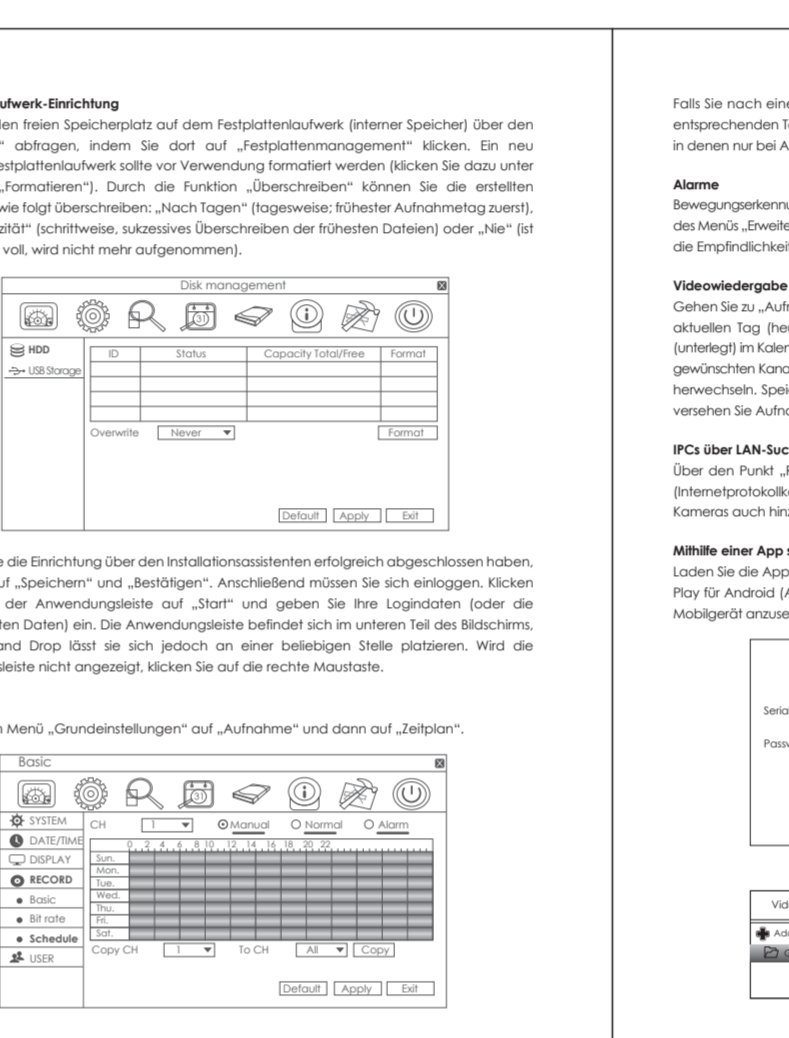 ufwerk-Einrichtung
den freien Speicherplatz auf dem Festplattenlaufwerk (interner Speicher) über den
“ abfragen, indem Sie dort auf „Festplattenmanagement“ klicken. Ein neu
estplattenlaufwerk sollte vor Verwendung formatiert werden (klicken Sie dazu unter
„Formatieren“). Durch die Funktion „Überschreiben“ können Sie die erstellten
wie folgt überschreiben: „Nach Tagen“ (tagesweise; frühester Aufnahmetag zuerst),
zität“ (schrittweise, sukzessives Überschreiben der frühesten Dateien) oder „Nie“ (ist
voll, wird nicht mehr aufgenommen).
Disk management
31
HDD
USB Storage
ID Status Capacity Total/Free Format
Overwrite Never Format
Default Apply Exit
e die Einrichtung über den Installationsassistenten erfolgreich abgeschlossen haben,
uf „Speichern“ und „Bestätigen“. Anschließend müssen Sie sich einloggen. Klicken
der Anwendungsleiste auf „Start“ und geben Sie Ihre Logindaten (oder die
ten Daten) ein. Die Anwendungsleiste befindet sich im unteren Teil des Bildschirms,
and Drop lässt sie sich jedoch an einer beliebigen Stelle platzieren. Wird die
sleiste nicht angezeigt, klicken Sie auf die rechte Maustaste.
n Menü „Grundeinstellungen“ auf „Aufnahme“ und dann auf „Zeitplan“.
Basic
31
SYSTEM
DATE/TIME
DISPLAY
RECORD
Basic
Bit rate
Schedule
USER
CH 1 Manual Normal Alarm
0 2 4 6 8 10 12 14 16 18 20 22
Sun.
Mon.
Tue.
Wed.
Thu.
Fri.
Sat.
Copy CH 1 To CH All Copy
Default Apply Exit
Falls Sie nach eine
entsprechenden T
in denen nur bei A
Alarme
Bewegungserkennu
des Menüs „Erweite
die Empfindlichkeit
Videowiedergabe
Gehen Sie zu „Aufn
aktuellen Tag (heu
(unterlegt) im Kalen
gewünschten Kana
herwechseln. Spei
versehen Sie Aufna
IPCs über LAN-Suc
Über den Punkt „
(Internetprotokollk
Kameras auch hinz
Mithilfe einer App s
Laden Sie die App
Play für Android (A
Mobilgerät anzuse
Seria
Passw
Vide
Add